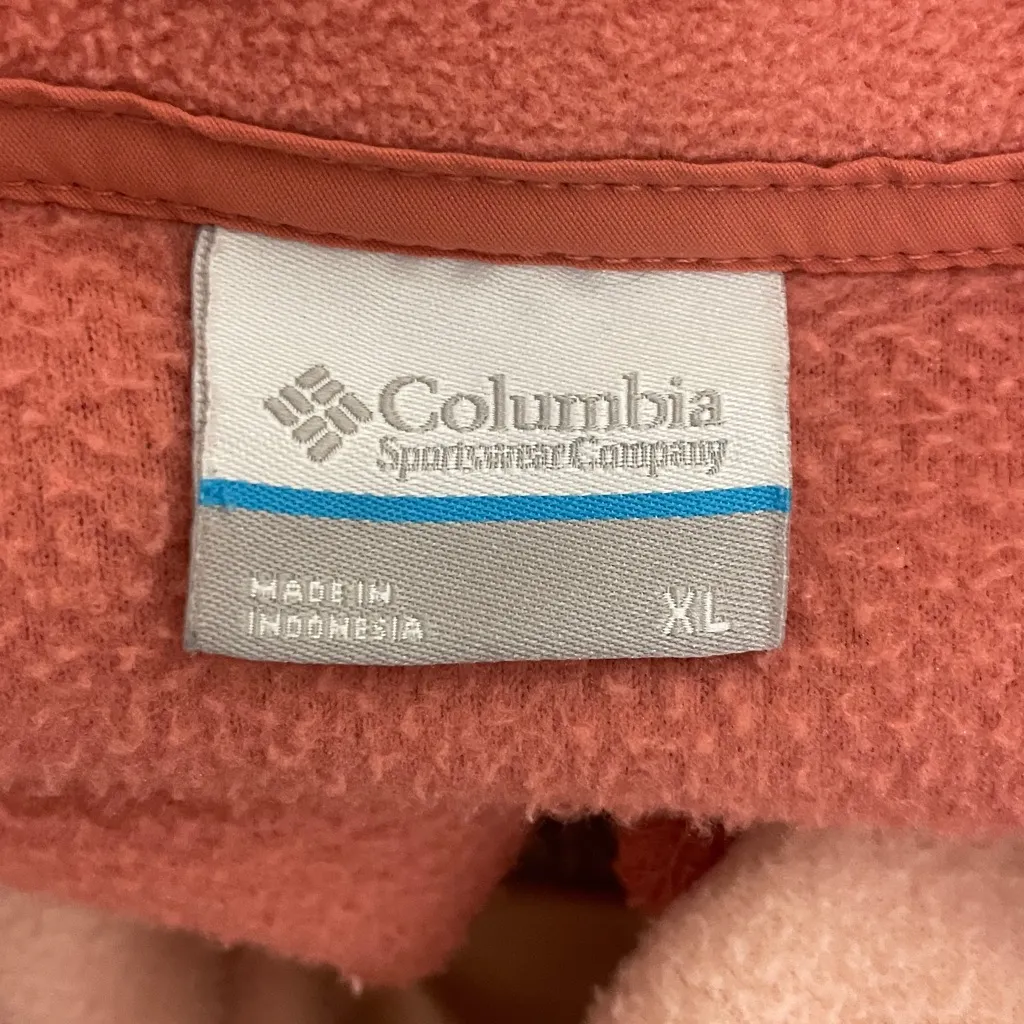 Columbia
Sportswear Company
MADE IN
INDONESIA
XL